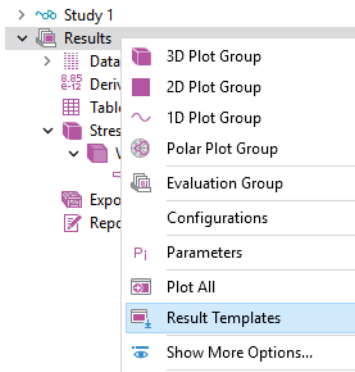 Study 1
Results
3D Plot Group
2D Plot Group
1D Plot Group
Polar Plot Group
Evaluation Group
Configurations
Parameters
Plot All
Result Templates
Show More Options...
Data
8.85
e-12
Deri
Table
Stres
Expo
Repo
Pi